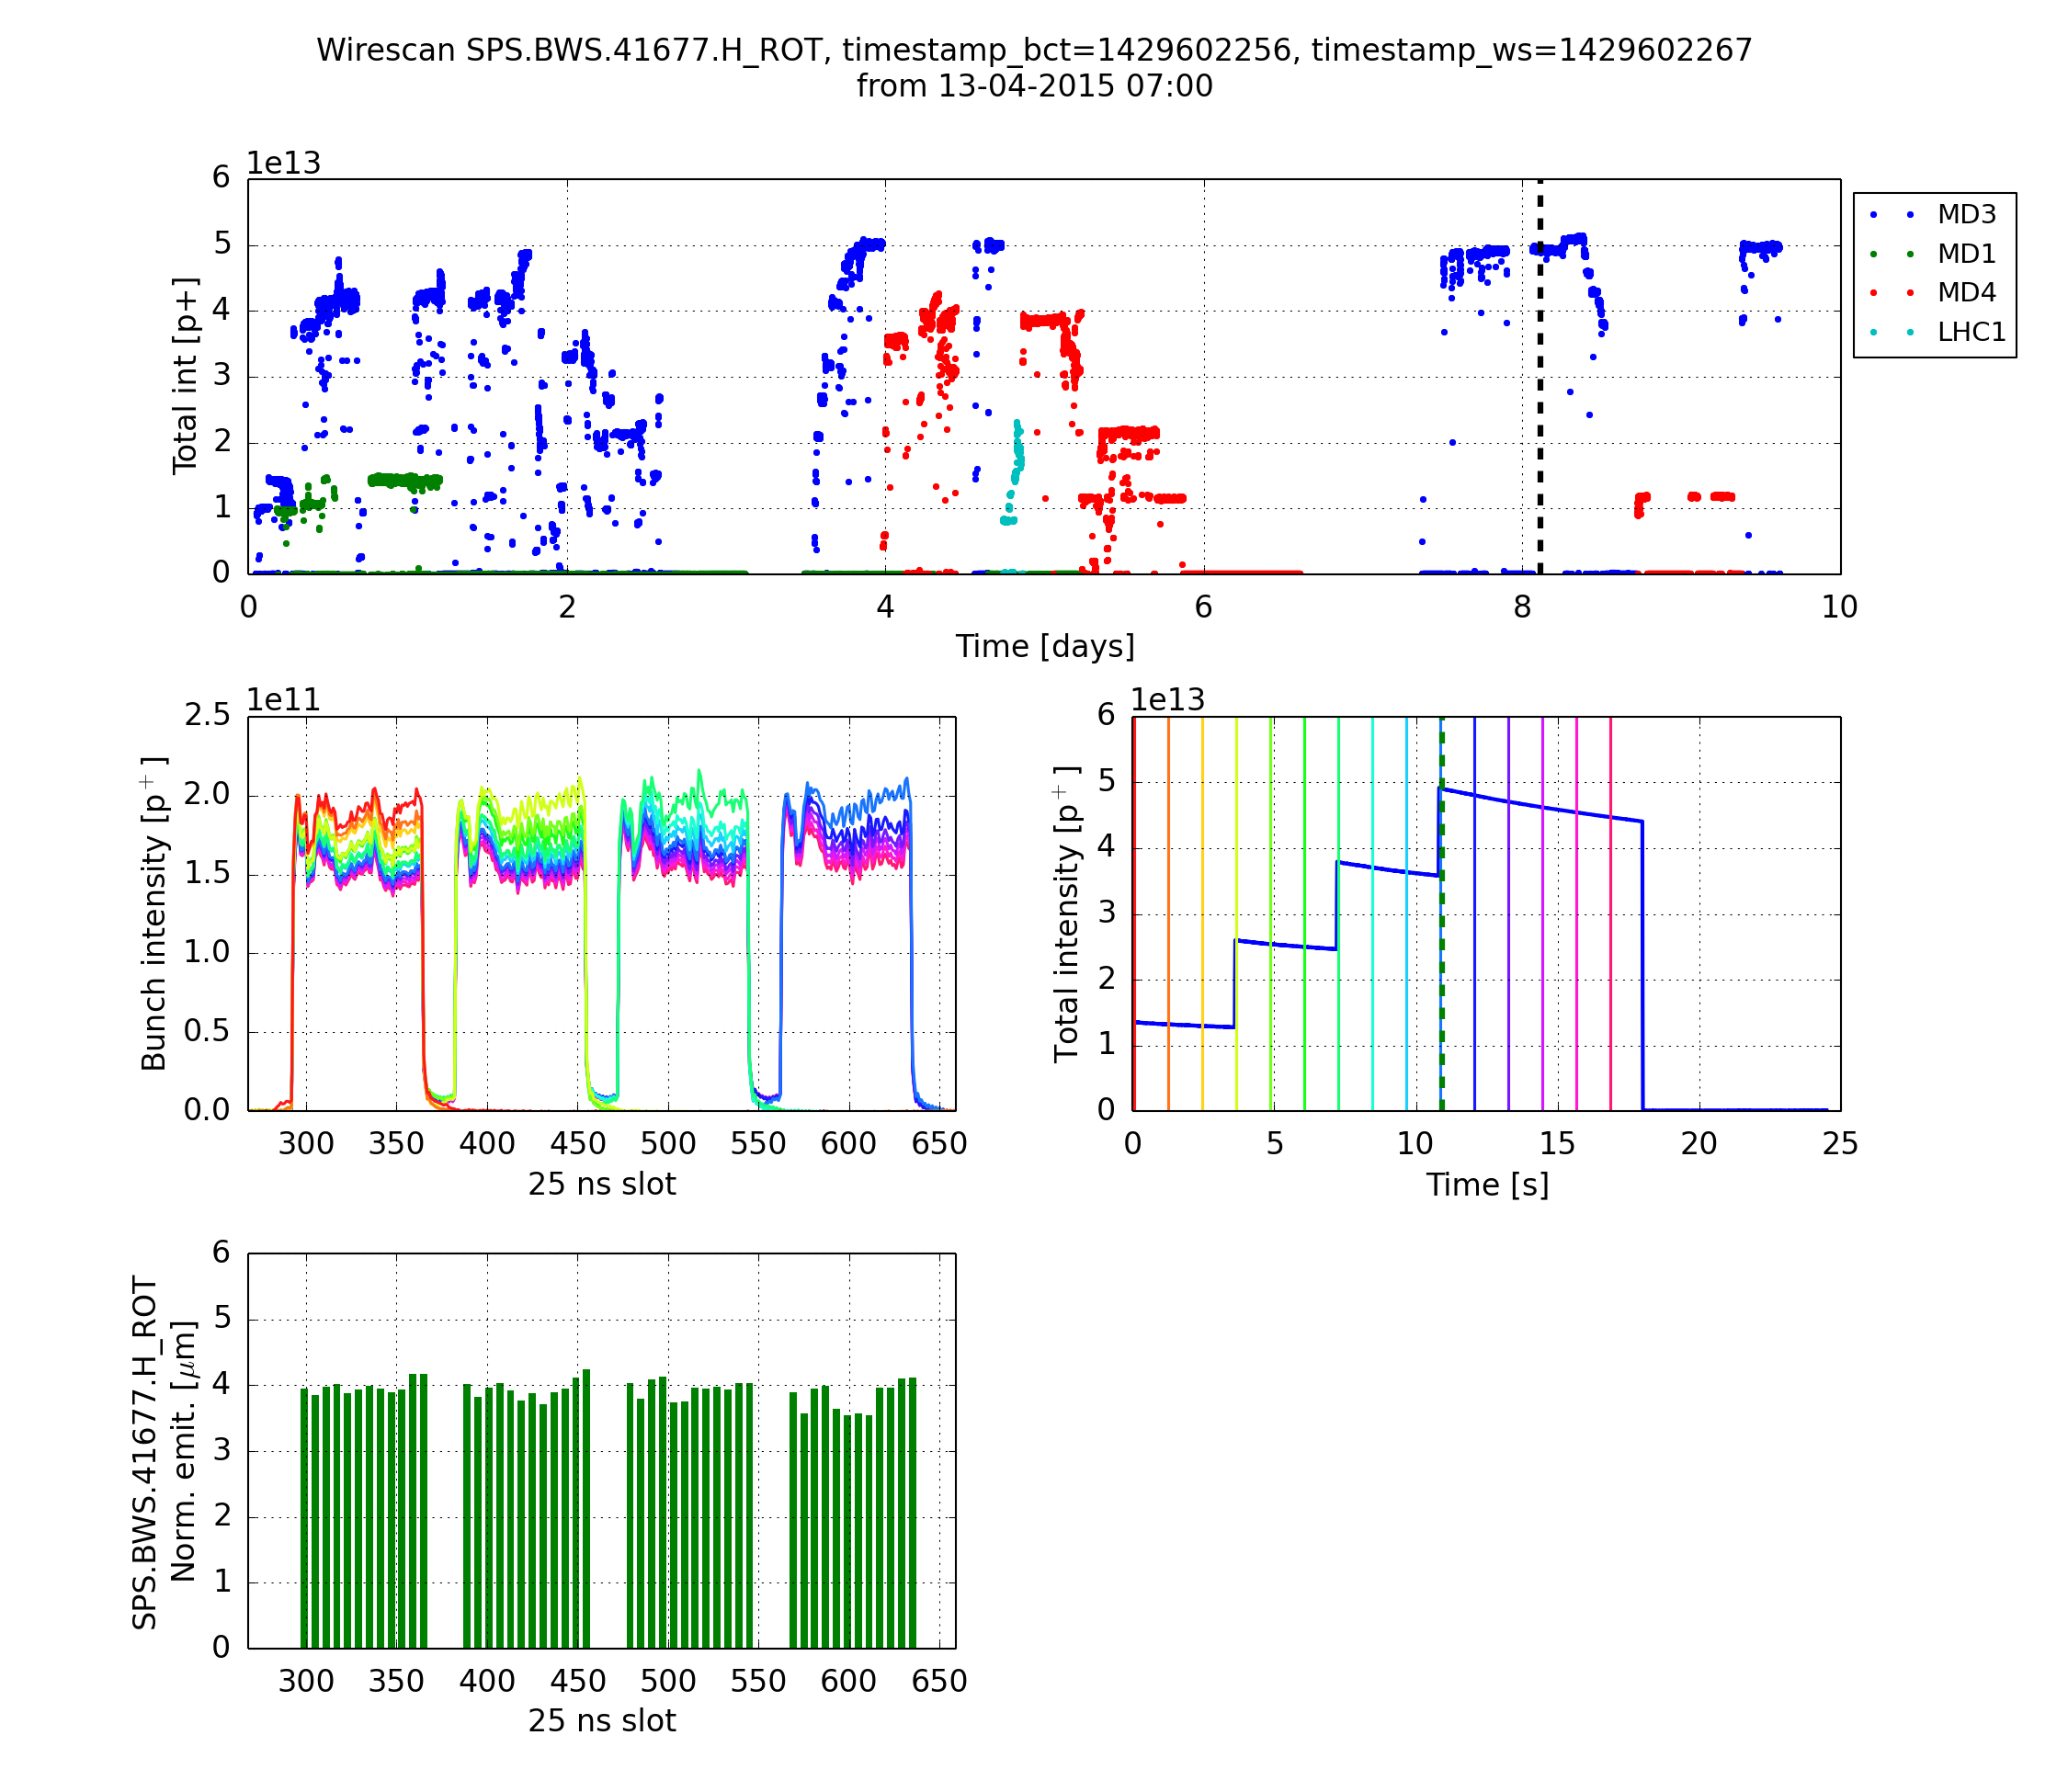 Wirescan SPS.BWS.41677.H_ROT, timestamp_bct=1429602256, timestamp_ws=1429602267
from 13-04-2015 07:00
1e13
6
5
4
3
2
1
0
Total int [p+]
0 2 4 6 8 10
Time [days]
MD3
MD1
MD4
LHC1
1e11
2.5
2.0
1.5
1.0
0.5
0.0
Bunch intensity [p+]
300 350 400 450 500 550 600 650
25 ns slot
1e13
6
5
4
3
2
1
0
Total intensity [p+]
0 5 10 15 20 25
Time [s]
6
5
4
3
2
1
0
SPS.BWS.41677.H_ROT
Norm. emit. [μm]
300 350 400 450 500 550 600 650
25 ns slot